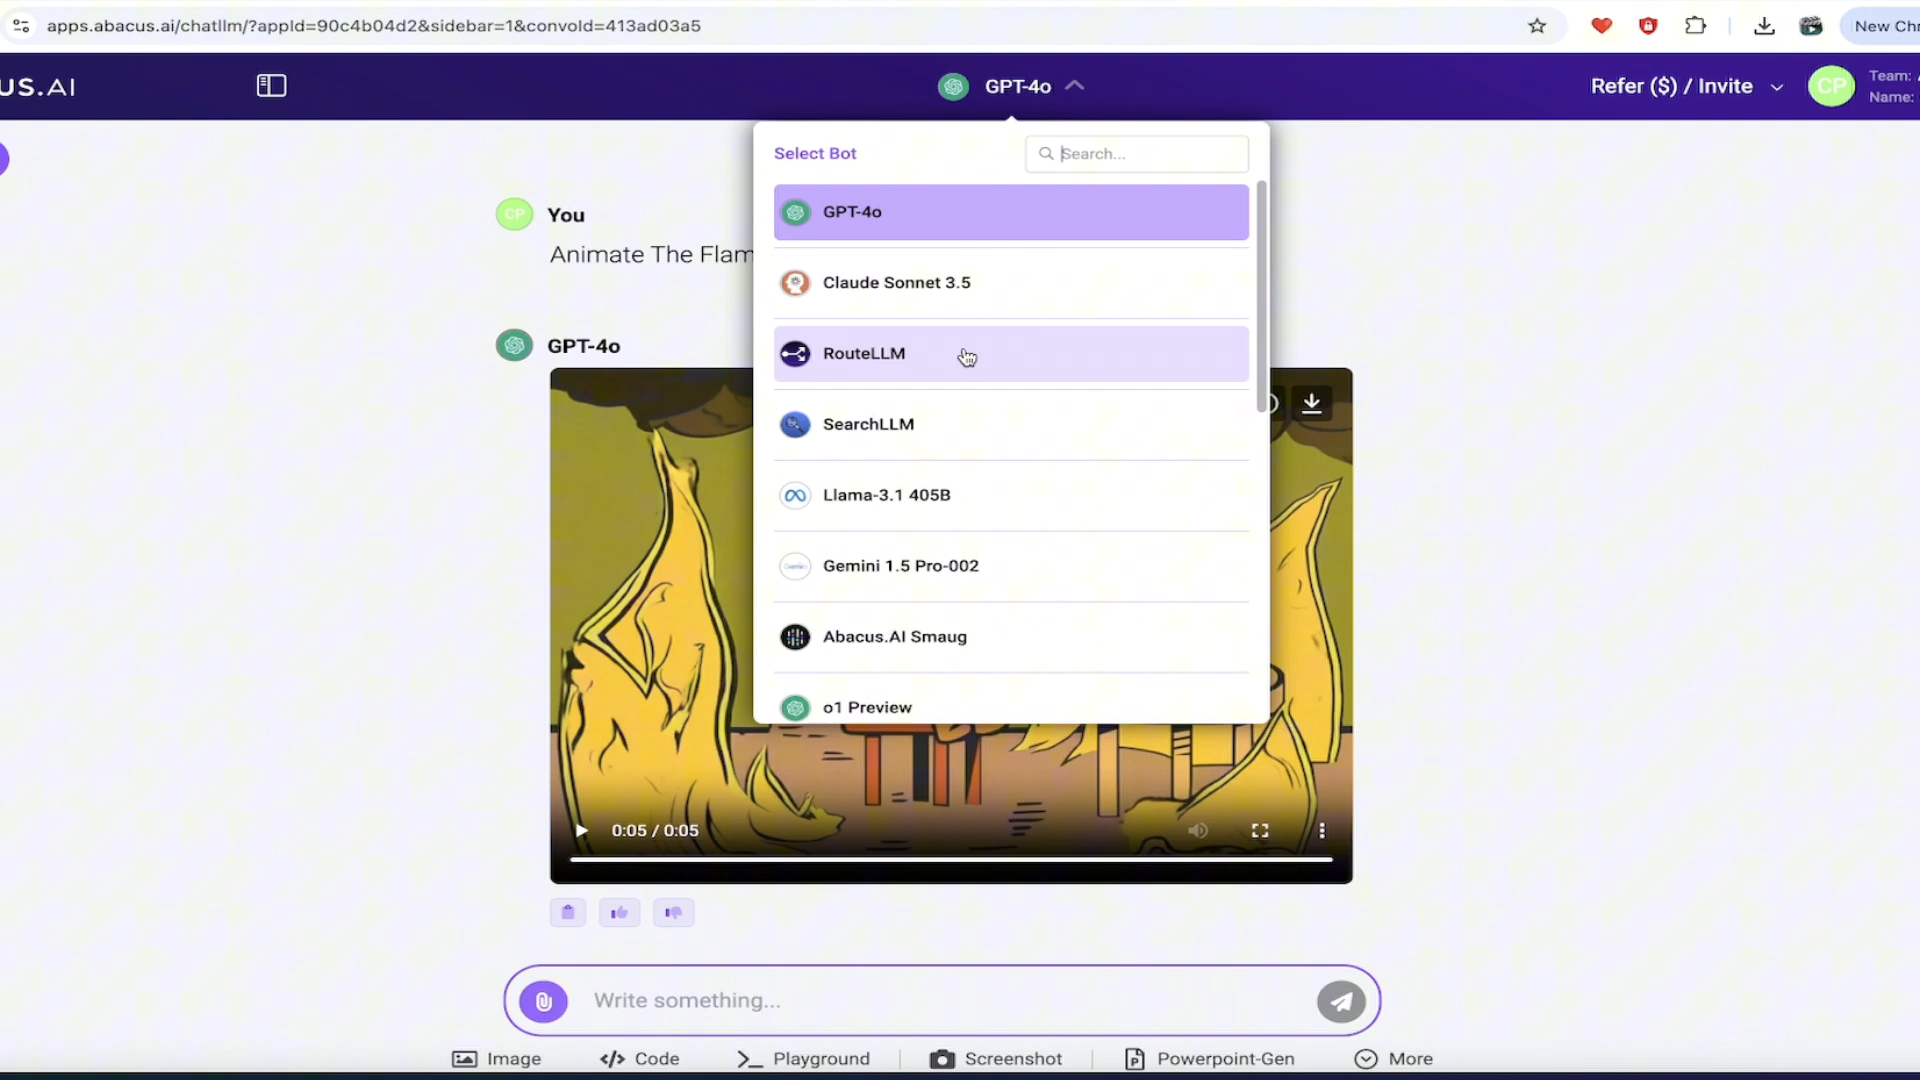 apps.abacus.ai/chatllm/?appId=90c4b04d2&sidebar=1&convoId=413ad03a5
New Chr
US.AI
GPT-4o
Refer ($) / Invite
CP
Team:
Name:
Select Bot
Search...
GPT-4o
Claude Sonnet 3.5
RouteLLM
SearchLLM
Llama-3.1 405B
Gemini 1.5 Pro-002
Abacus.AI Smaug
o1 Preview
CP
You
Animate The Flam
GPT-4o
0:05 / 0:05
Write something...
Image
Code
Playground
Screenshot
Powerpoint-Gen
More